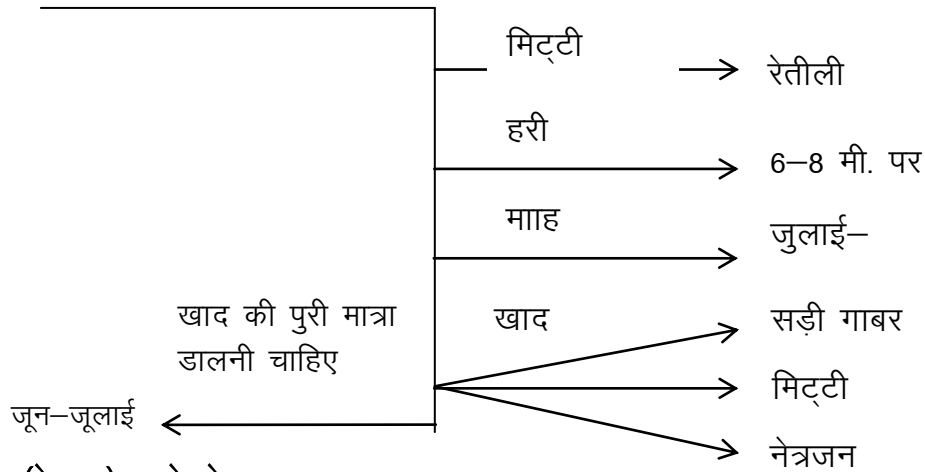 मिट्टी
रेतीली
हरी
6–8 मी. पर
मााह
जुलाई–
खाद की पुरी मात्रा
डालनी चाहिए
खाद
सड़ी गाबर
मिट्टी
जून–जूलाई
नेत्रजन